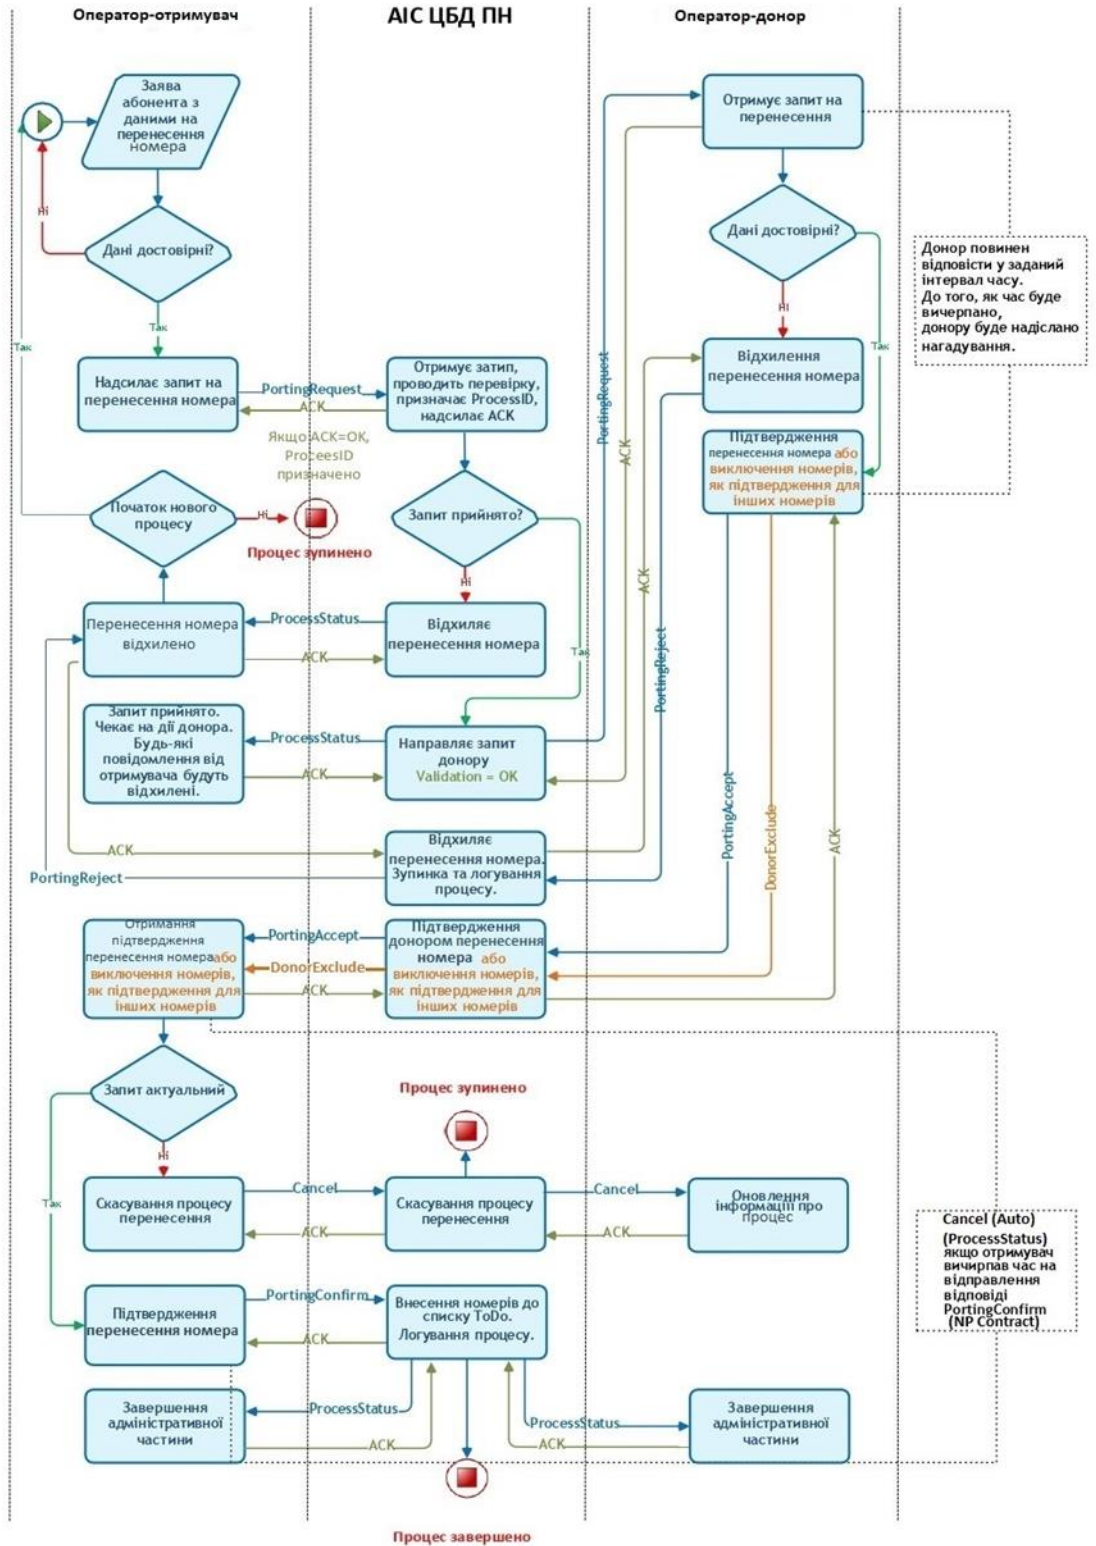 Оператор-отримувач
АІС ЦБД ПН
Оператор-донор
Заява
абонента з
даними на
перенесення
номера
Отримує запит на
перенесення
Ні
Дані достовірні?
Дані достовірні?
Донор повинен
відповісти у заданий
інтервал часу.
До того, як час буде
вичерпано,
донору буде надіслано
нагадування.
Так
Так
Ні
Так
Надсилає запит на
перенесення номера
PortingRequest
ACK
Отримує затип,
проводить перевірку,
призначає ProcessID,
надсилає ACK
PortingRequest
ACK
Відхилення
перенесення номера
Якщо ACK=OK,
ProceesID
призначено
Підтвердження
перенесення номера або
виключення номерів,
як підтвердження для
інших номерів
Початок нового
процесу
Ні
Процес зупинено
Запит прийнято?
Ні
Так
ACK
PortingReject
Перенесення номера
відхилено
ProcessStatus
ACK
Відхиляє
перенесення номера
Запит прийнято.
Чекає на дії донора.
Будь-які
повідомлення від
отримувача будуть
відхилені.
ProcessStatus
ACK
Направляє запит
донору
Validation = OK
PortingAccept
DonorExclude
ACK
ACK
PortingReject
Відхиляє
перенесення номера.
Зупинка та логування
процесу.
Отримання
підтвердження
перенесення номера або
виключення номерів,
як підтвердження для
інших номерів
PortingAccept
DonorExclude
ACK
Підтвердження
донором перенесення
номера або
виключення номерів,
як підтвердження для
інших номерів
Запит актуальний
Процес зупинено
Ні
Так
Скасування процесу
перенесення
Cancel
ACK
Скасування процесу
перенесення
Cancel
ACK
Оновлення
інформації про
процес
Cancel (Auto)
(ProcessStatus)
якщо отримувач
вичирпав час на
відправлення
відповіді
PortingConfirm
(NP Contract)
Підтвердження
перенесення номера
PortingConfirm
ACK
Внесення номерів до
списку ToDo.
Логування процесу.
Завершення
адміністративної
частини
ProcessStatus
ACK
ProcessStatus
ACK
Завершення
адміністративної
частини
Процес завершено